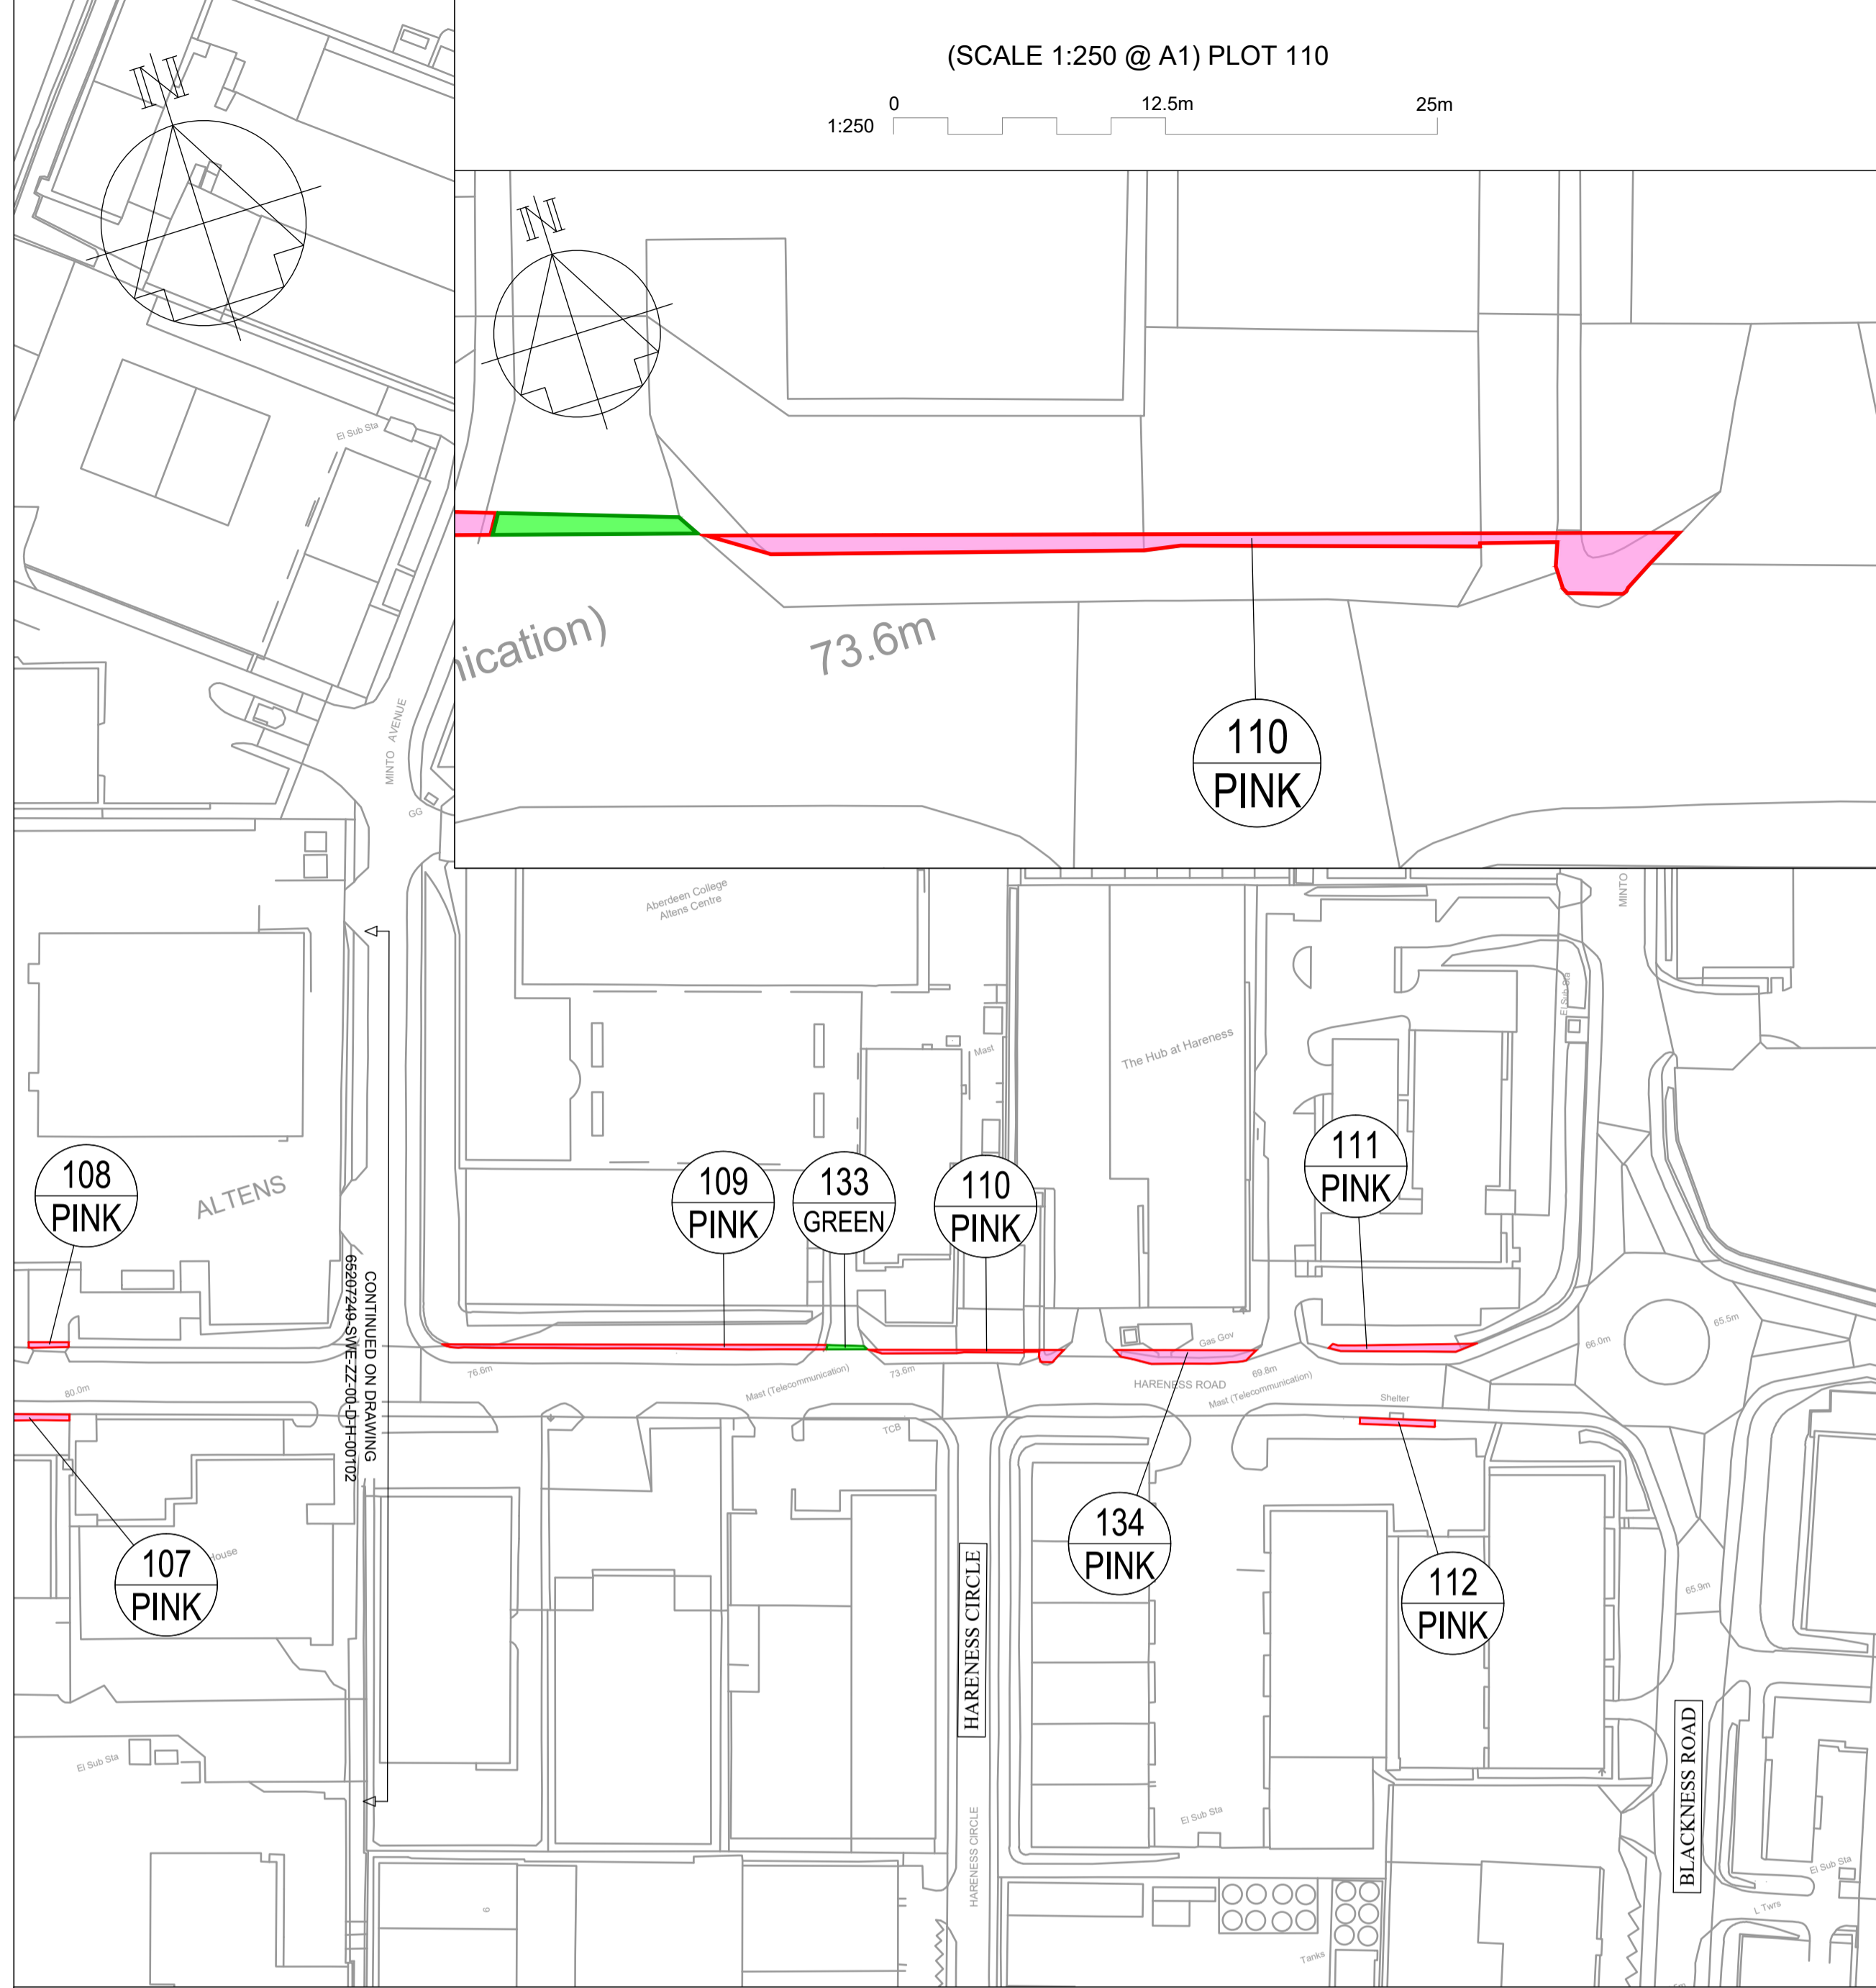 (SCALE 1:250 @ A1) PLOT 110
0 12.5m 25m
1:250
N
N
El Sub Sta
nication)
73.6m
110
PINK
MINTO AVENUE
GG
Aberdeen College
Altens Centre
MINTO
El Sub Sta
Mast
The Hub at Hareness
108
PINK
ALTENS
109
PINK
133
GREEN
110
PINK
111
PINK
CONTINUED ON DRAWING
65207249-SWE-ZZ-00-D-H-00102
80.0m
76.6m
Mast (Telecommunication)
73.6m
Gas Gov
HARENESS ROAD
69.8m
Mast (Telecommunication)
Shelter
66.0m
65.5m
TCB
107
PINK
House
134
PINK
112
PINK
65.9m
HARENESS CIRCLE
BLACKNESS ROAD
El Sub Sta
HARENESS CIRCLE
El Sub Sta
El Sub Sta
L Twrs
Tanks